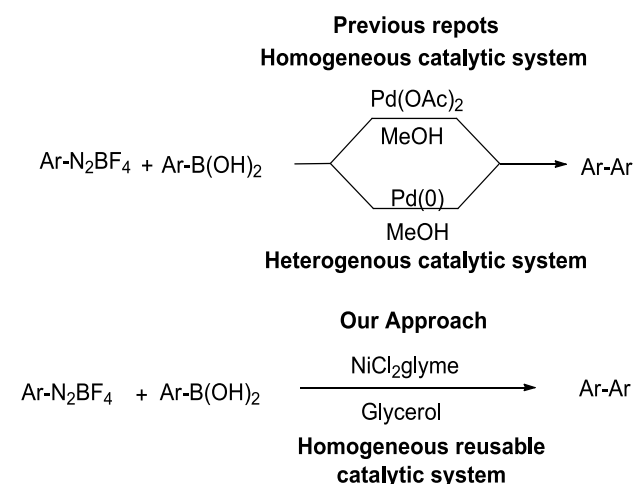 Previous repots
Homogeneous catalytic system
Pd(OAc)2
MeOH
Ar-N2BF4 + Ar-B(OH)2
Ar-Ar
Pd(0)
MeOH
Heterogenous catalytic system
Our Approach
NiCl2glyme
Ar-N2BF4 + Ar-B(OH)2
Ar-Ar
Glycerol
Homogeneous reusable
catalytic system